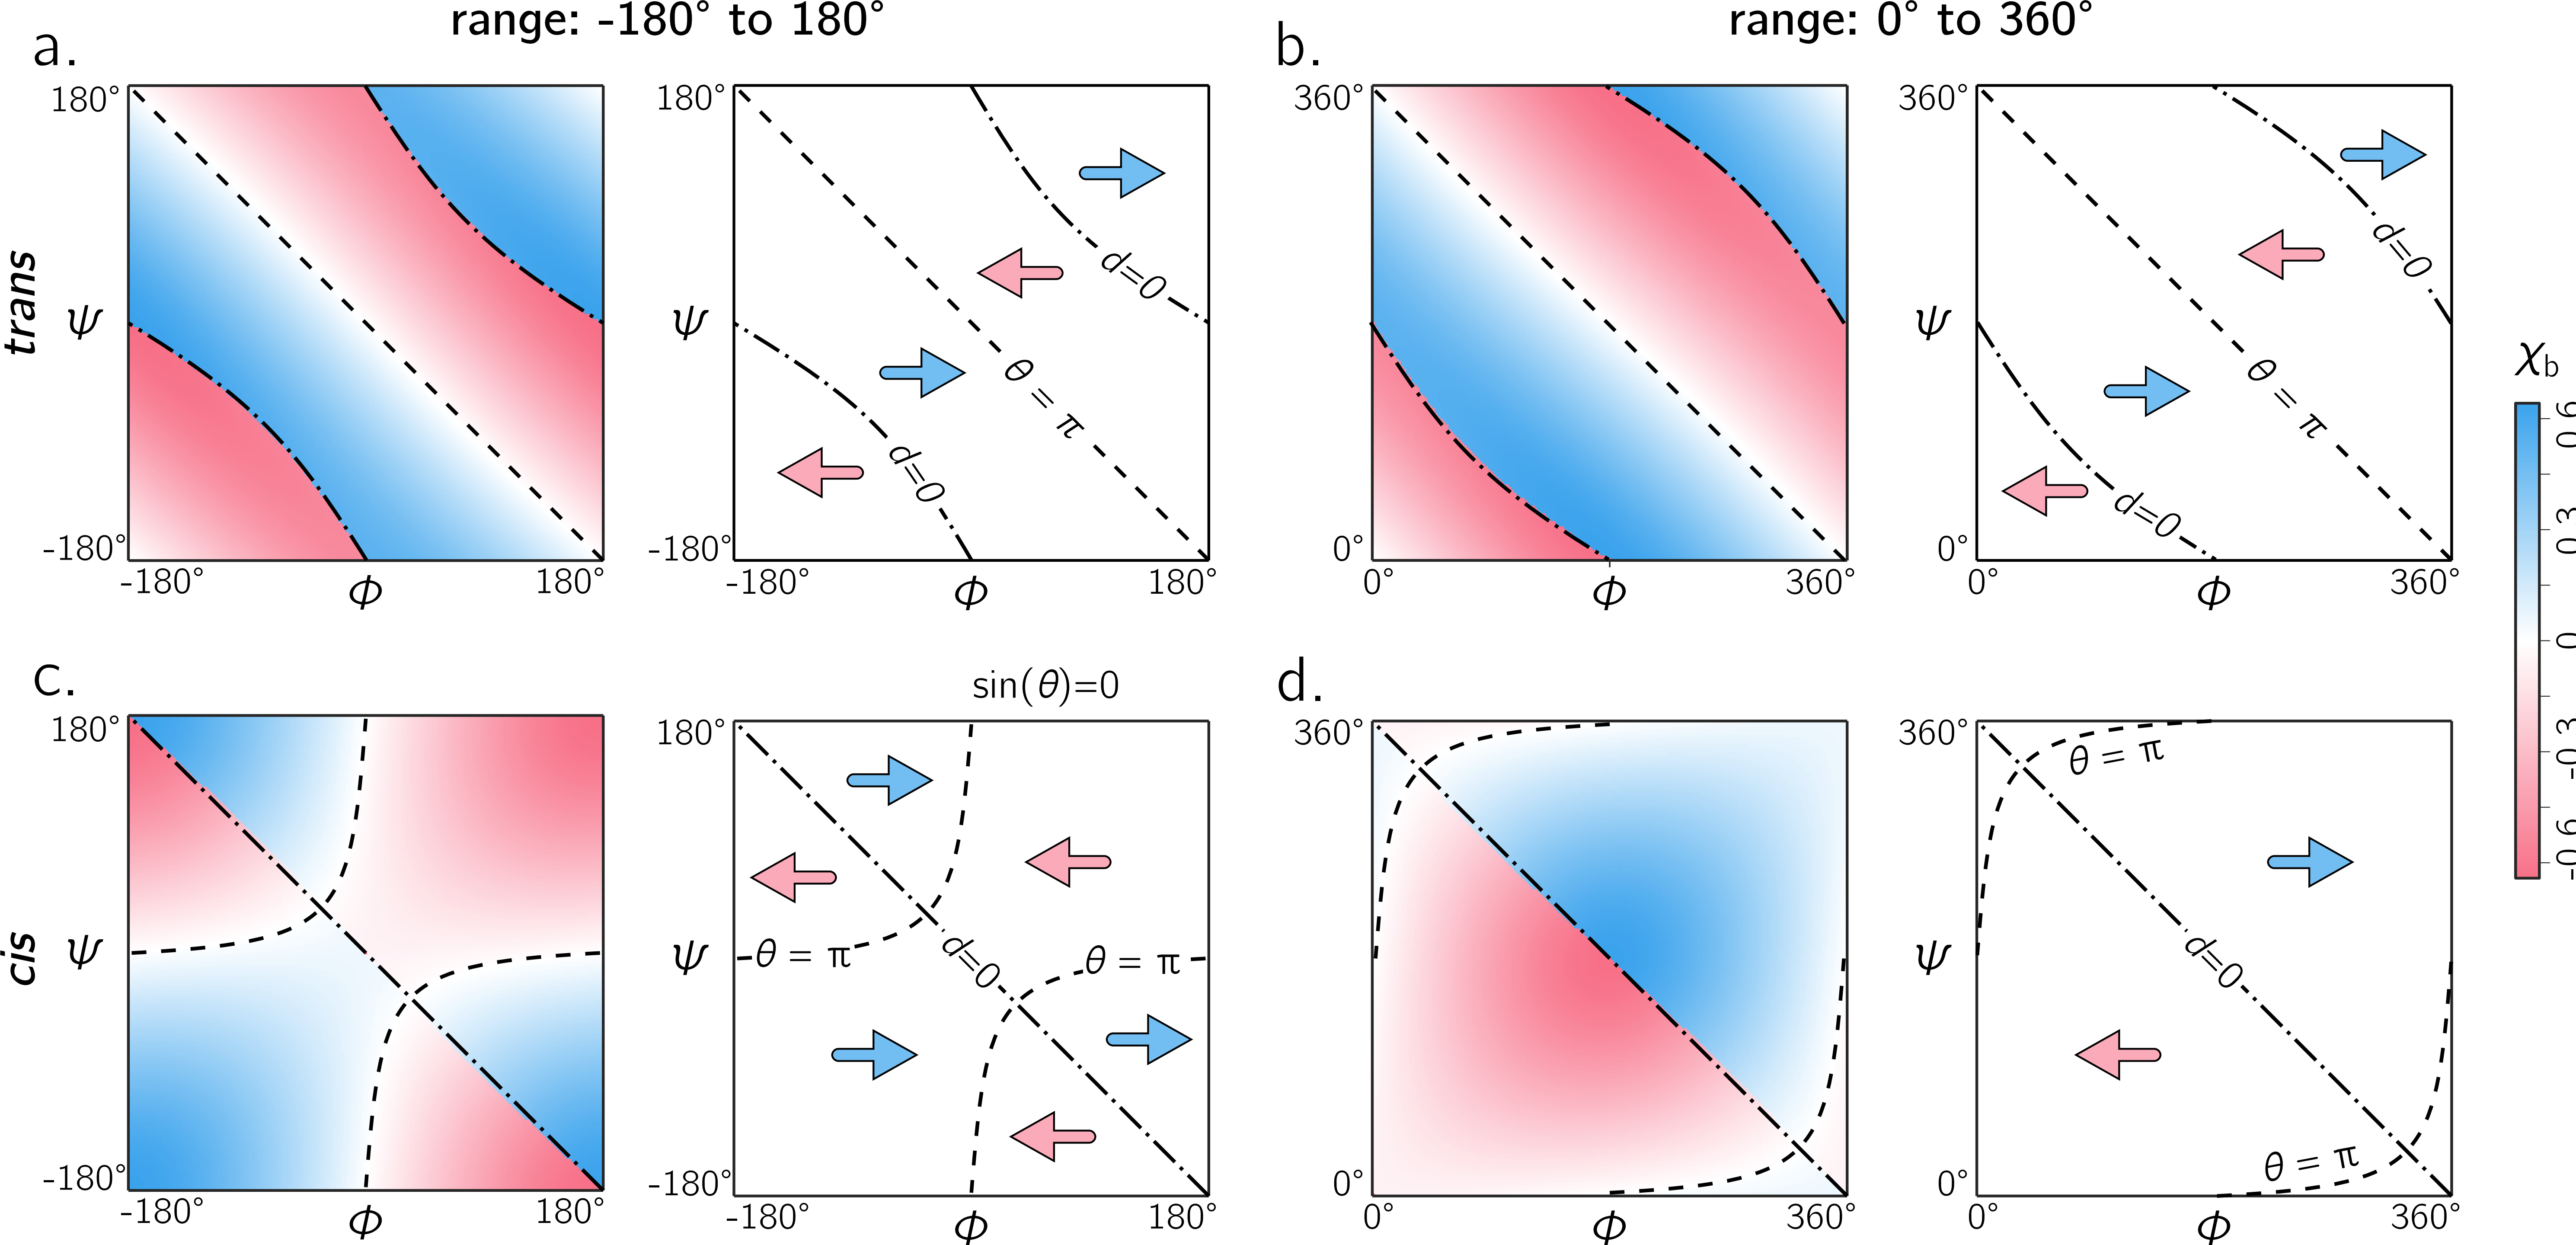 range: -180° to 180°
range: 0° to 360°
a.
b.
trans
180°
ψ
-180°
-180°
ϕ
180°
180°
ψ
-180°
-180°
ϕ
180°
d=0
θ = π
d=0
360°
0°
0°
ϕ
360°
360°
ψ
0°
0°
ϕ
360°
d=0
θ = π
d=0
χb
0.6
0.3
0
-0.3
-0.6
c.
d.
sin(θ)=0
cis
180°
ψ
-180°
-180°
ϕ
180°
180°
ψ
-180°
-180°
ϕ
180°
θ = π
d=0
θ = π
360°
0°
0°
ϕ
360°
360°
ψ
0°
0°
ϕ
360°
θ = π
d=0
θ = π